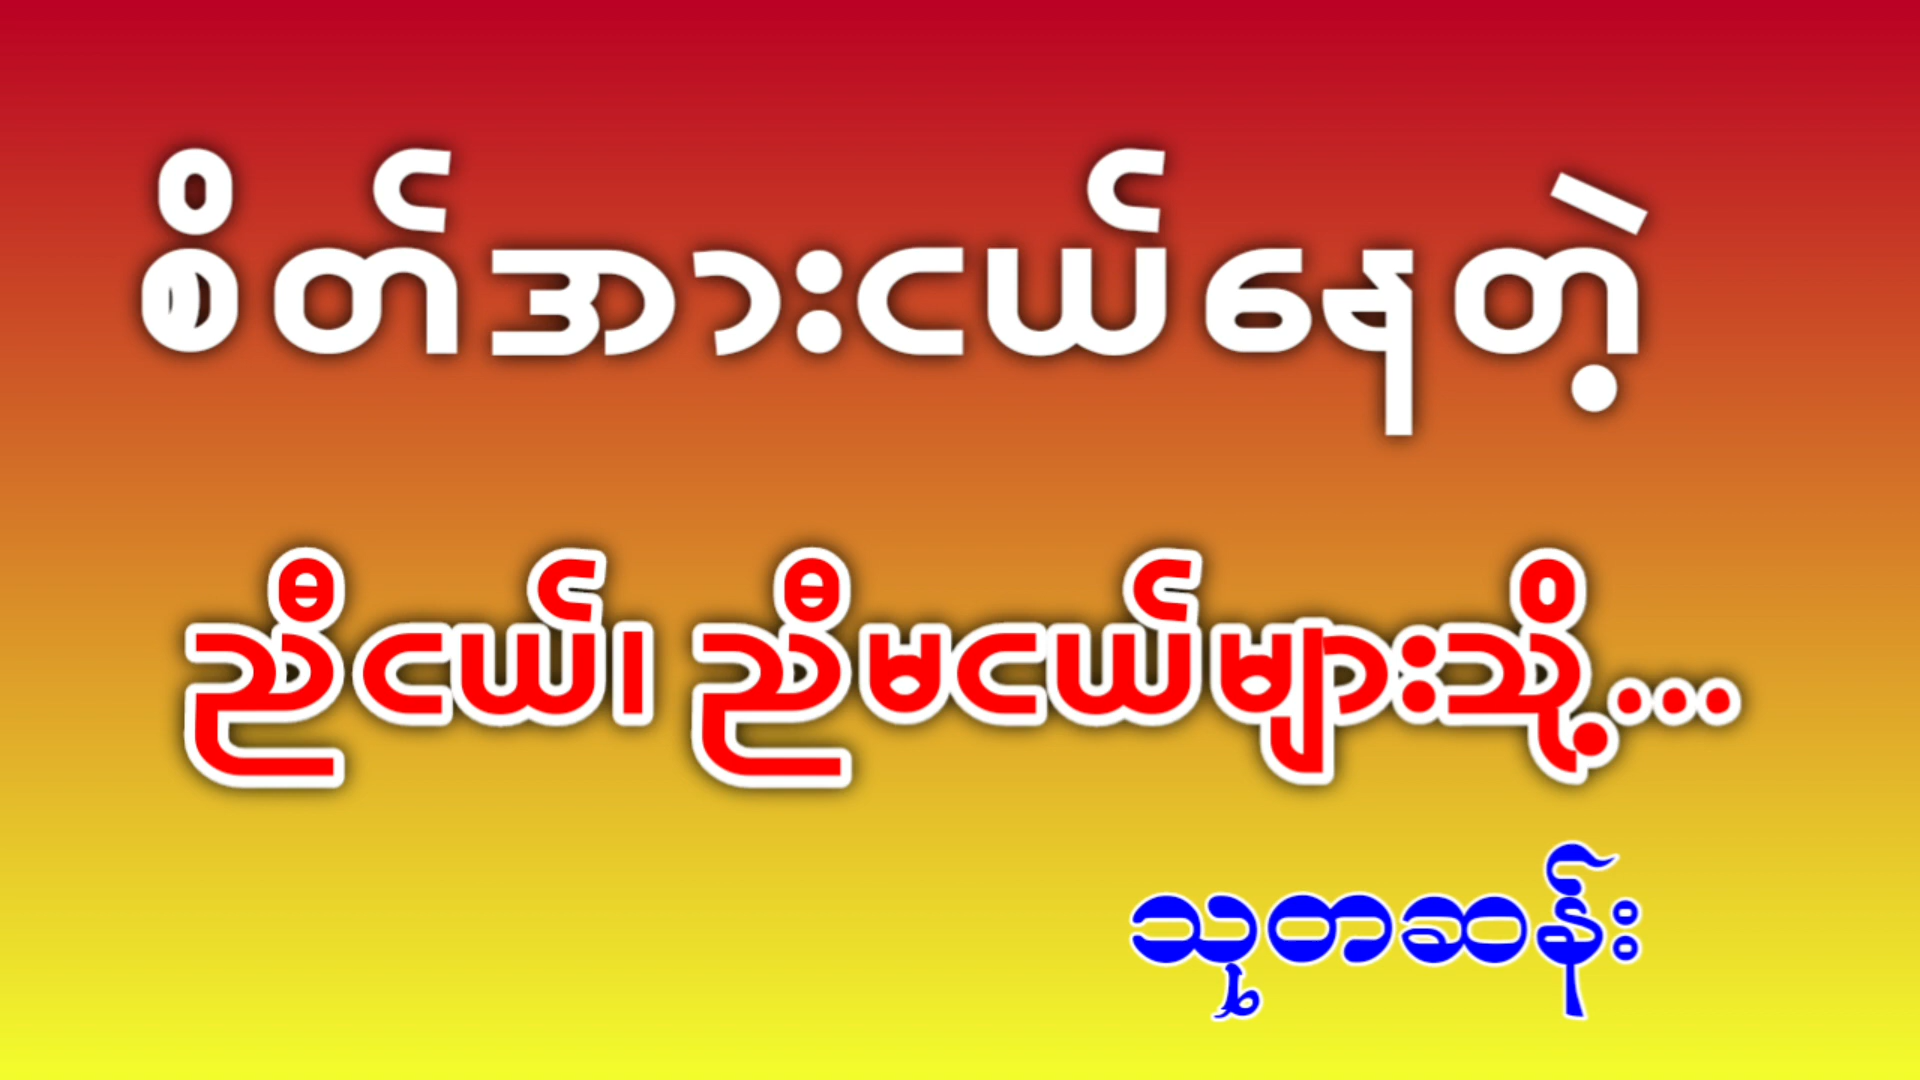 စိတ်အားငယ်နေတဲ့
ညီငယ်၊ ညီမငယ်များသို့...
သုတဆန်း